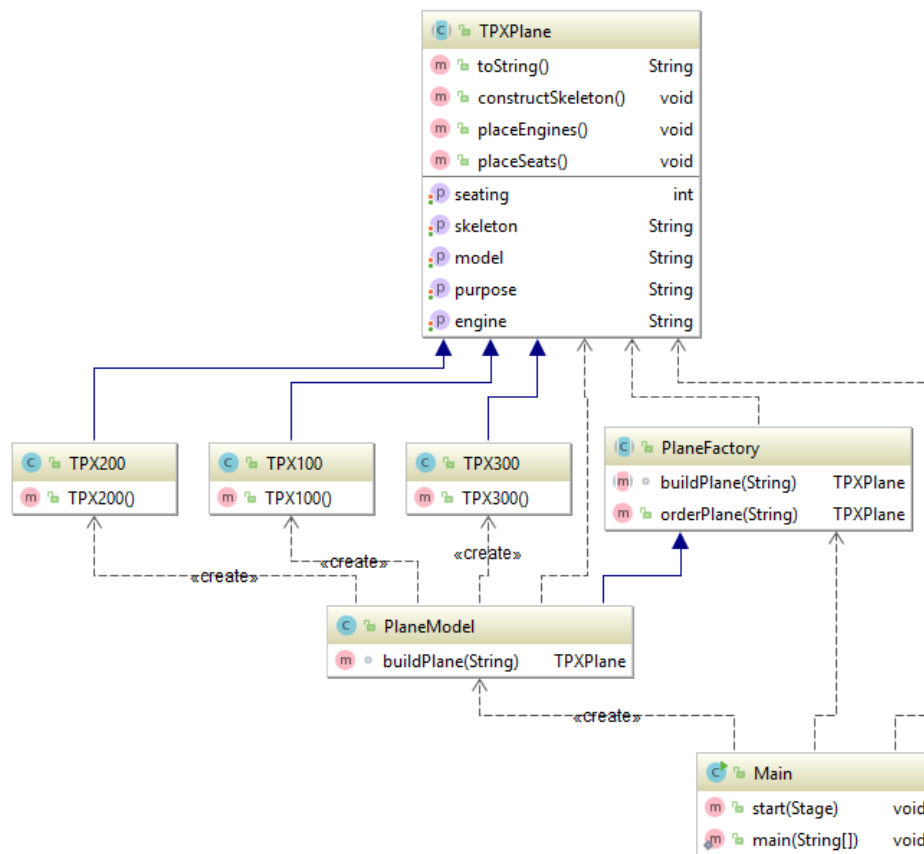 TPXPlane
toString() String
constructSkeleton() void
placeEngines() void
placeSeats() void
seating int
skeleton String
model String
purpose String
engine String
TPX200
TPX200()
TPX100
TPX100()
TPX300
TPX300()
PlaneFactory
buildPlane(String) TPXPlane
orderPlane(String) TPXPlane
«create»
«create»
«create»
PlaneModel
buildPlane(String) TPXPlane
«create»
Main
start(Stage) void
main(String[]) void